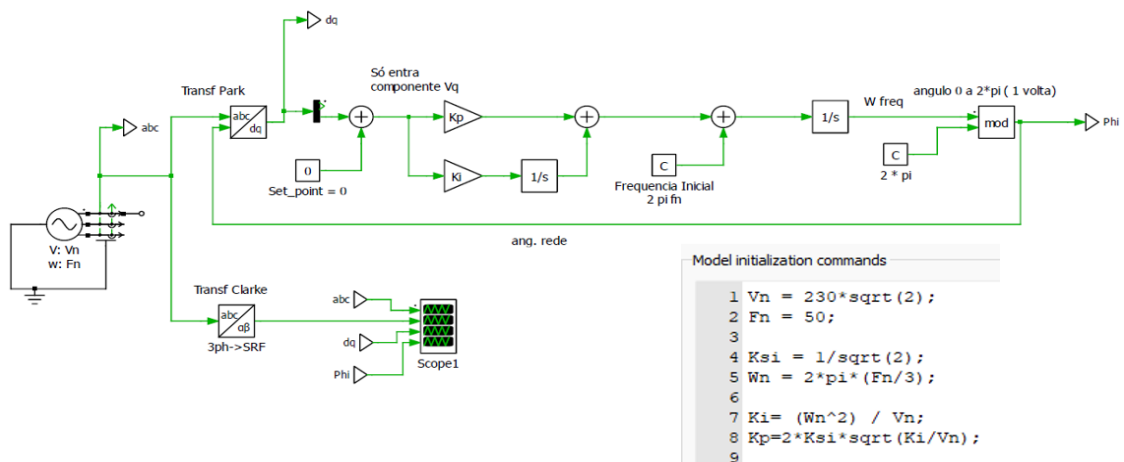 dq
Só entra
componente Vq
Transf Park
abc
abc
dq
Kp
W freq
1/s
angulo 0 a 2*pi ( 1 volta)
mod
Phi
0
Set_point = 0
Ki
1/s
C
Frequencia Inicial
2 pi fn
C
2 * pi
V: Vn
w: Fn
ang. rede
Transf Clarke
abc
αβ
3ph->SRF
abc
dq
Phi
Scope1
Model initialization commands
1 Vn = 230*sqrt(2);
2 Fn = 50;
3
4 Ksi = 1/sqrt(2);
5 Wn = 2*pi*(Fn/3);
6
7 Ki= (Wn^2) / Vn;
8 Kp=2*Ksi*sqrt(Ki/Vn);
9